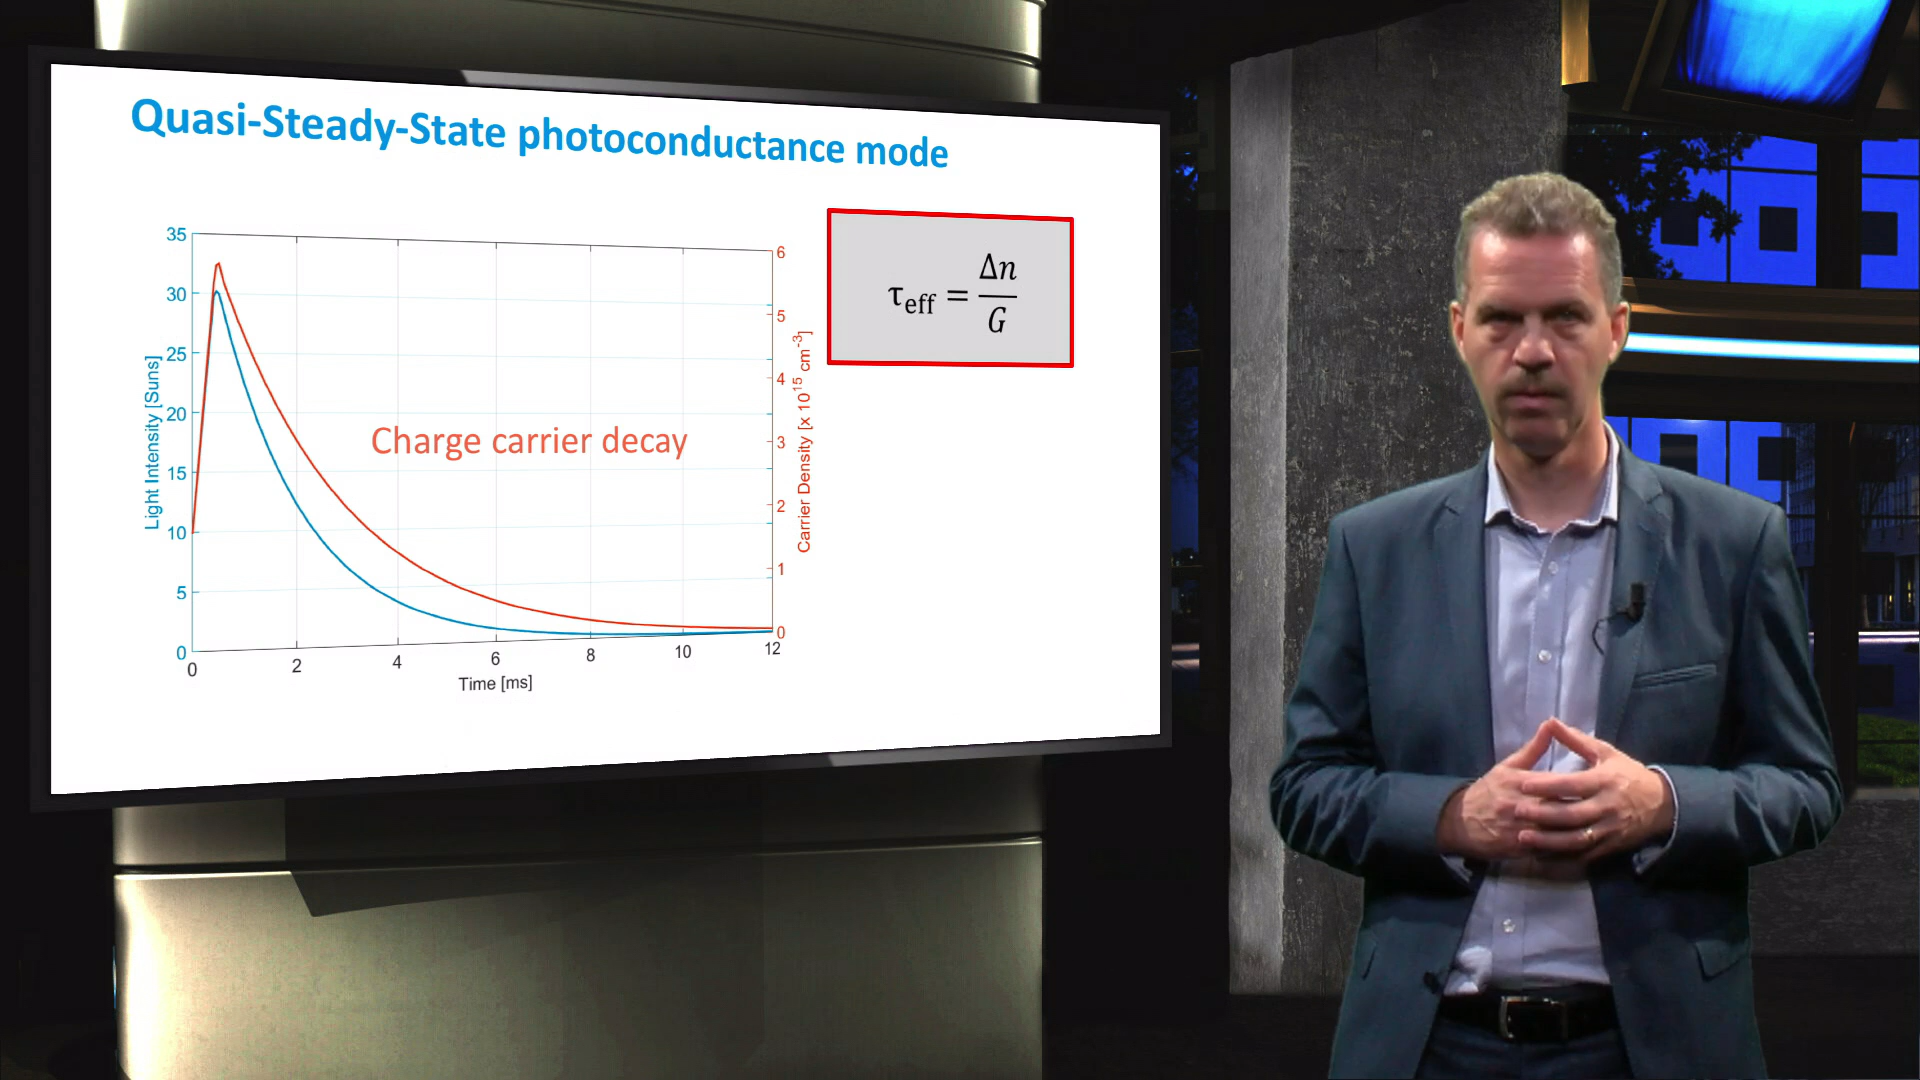 Quasi-Steady-State photoconductance mode
35
30
25
20
15
10
5
0
Light Intensity [Suns]
6
5
4
3
2
1
0
Carrier Density [x 10¹⁵ cm⁻³]
Charge carrier decay
0 2 4 6 8 10 12
Time [ms]
τeff = Δn / G